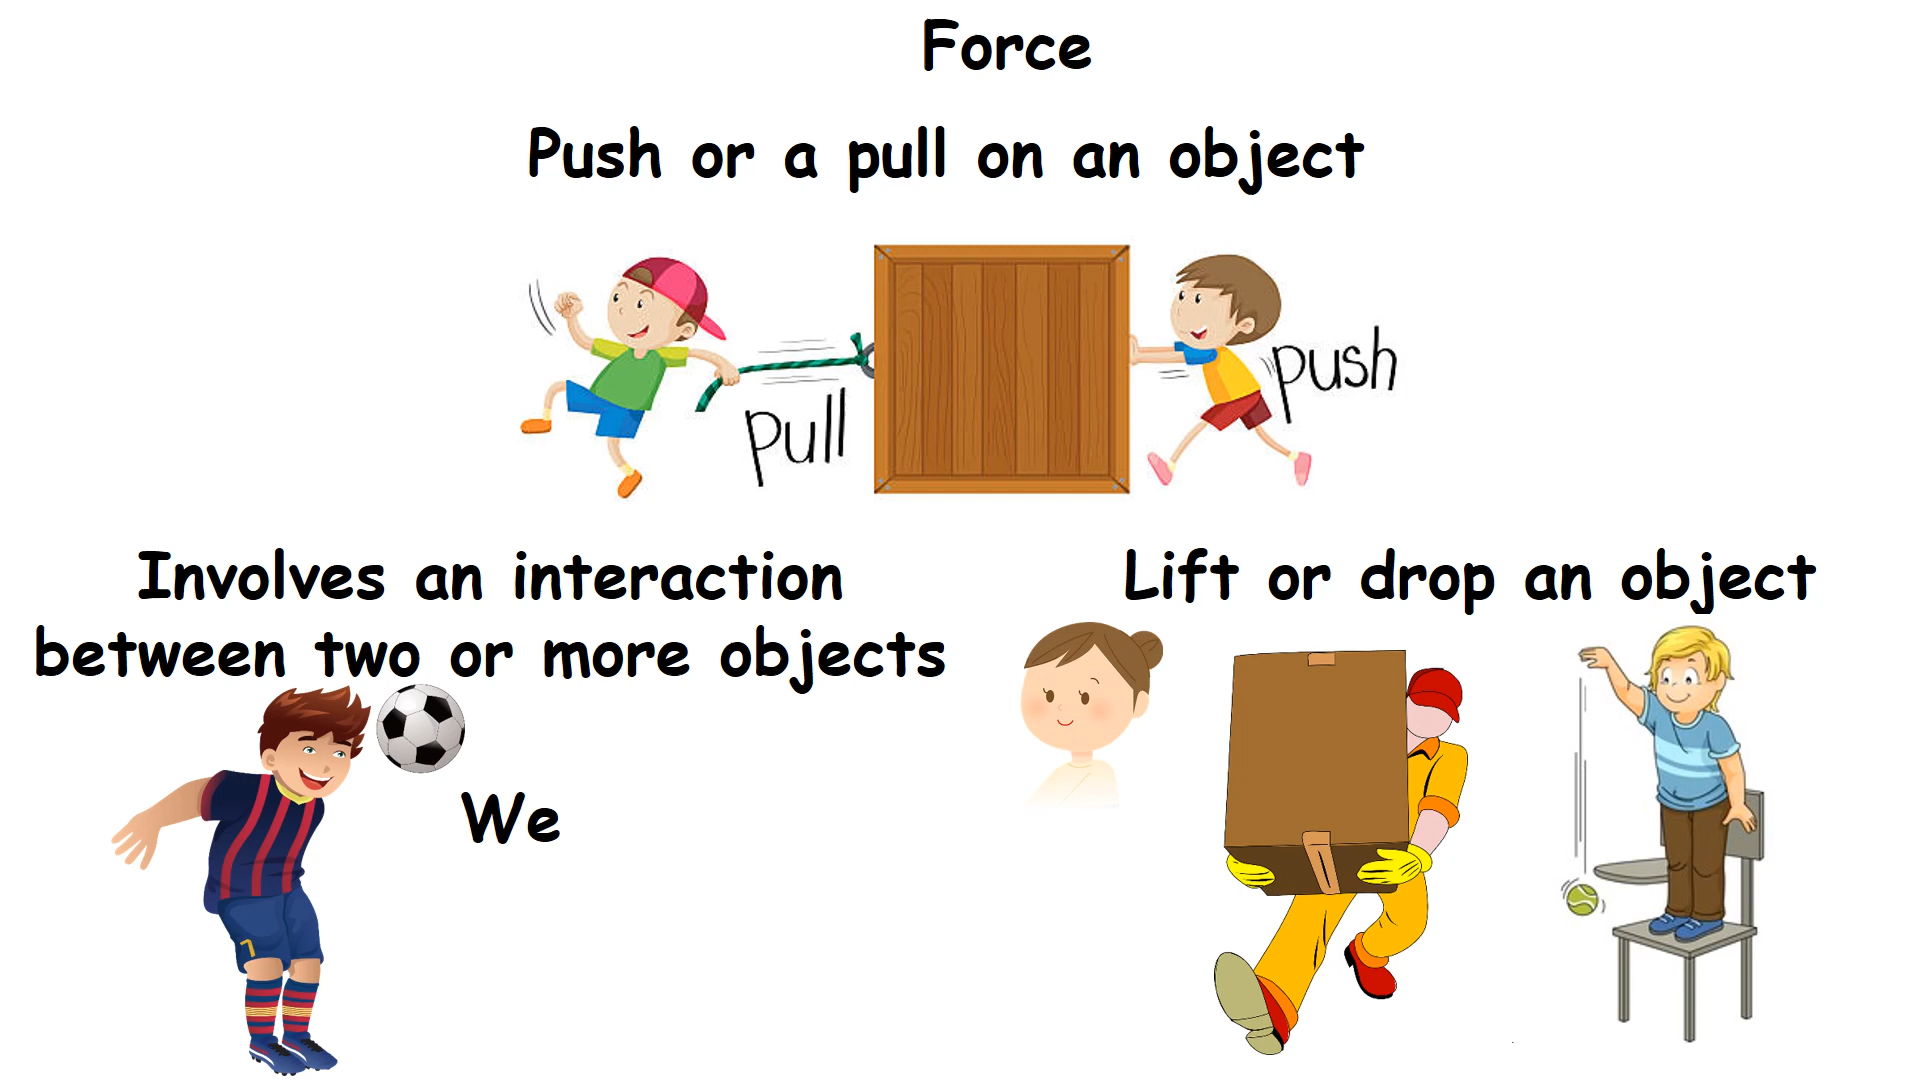 Force
Push or a pull on an object
pull
push
Involves an interaction
between two or more objects
We
Lift or drop an object
7